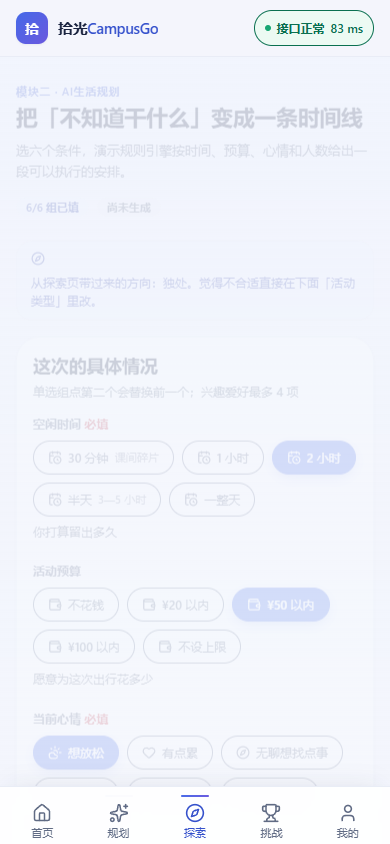 拾 拾光CampusGo 接口正常 83 ms
模块二 · AI生活规划
把「不知道干什么」变成一条时间线
选六个条件，演示规则引擎按时间、预算、心情和人数给出一
段可以执行的安排。
6/6 组已填 尚未生成
从探索页带过来的方向：独处。觉得不合适直接在下面「活动
类型」里改。
这次的具体情况
单选组点第二个会替换前一个；兴趣爱好最多 4 项
空闲时间 必填
30 分钟 课间碎片 1 小时 2 小时
半天 3—5 小时 一整天
你打算留出多久
活动预算
不花钱 ¥20 以内 ¥50 以内
¥100 以内 不设上限
愿意为这次出行花多少
当前心情 必填
想放松 有点累 无聊想找点事
首页 规划 探索 挑战 我的